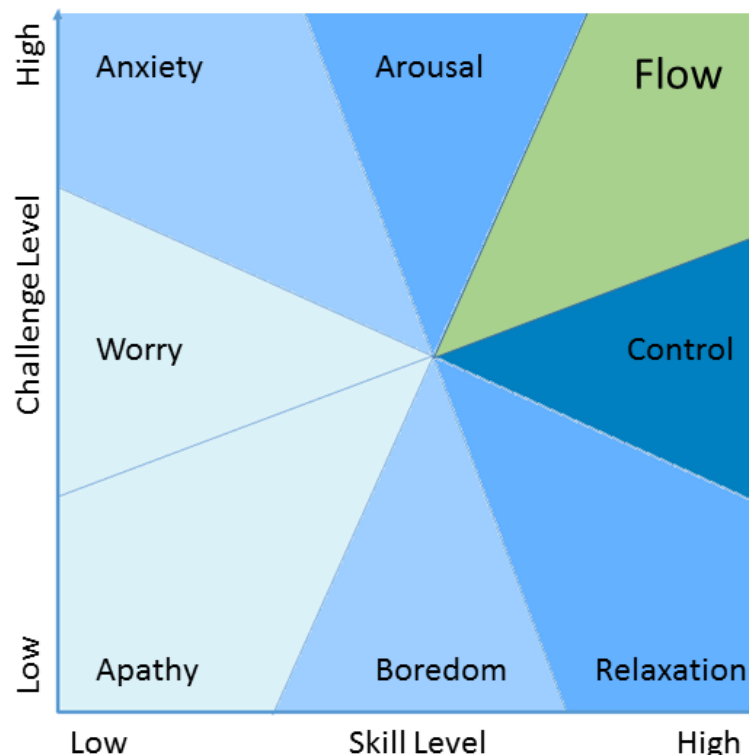 High
Anxiety
Arousal
Flow
Challenge Level
Worry
Control
Low
Apathy
Boredom
Relaxation
Low
Skill Level
High